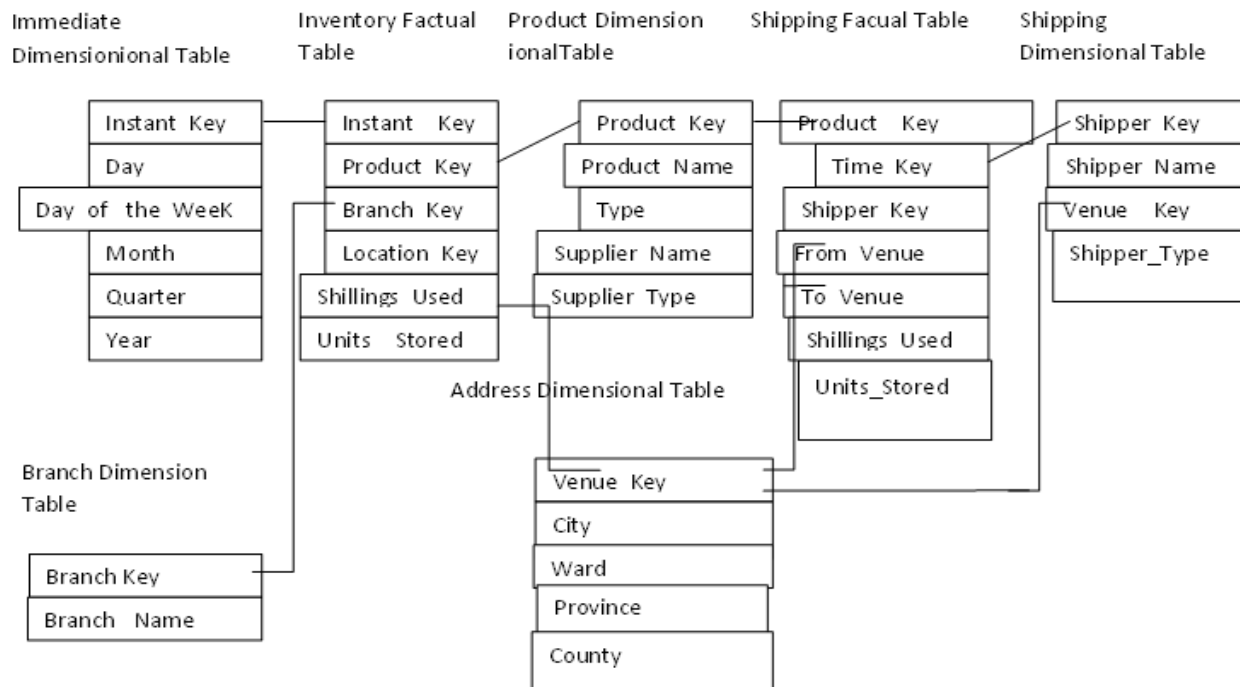 Immediate
Dimensionional Table
Inventory Factual
Table
Product Dimension
ionalTable
Shipping Facual Table
Shipping
Dimensional Table
Instant Key
Day
Day of the WeeK
Month
Quarter
Year
Instant Key
Product Key
Branch Key
Location Key
Shillings Used
Units Stored
Product Key
Product Name
Type
Supplier Name
Supplier Type
Product Key
Time Key
Shipper Key
From Venue
To Venue
Shillings Used
Units_Stored
Shipper Key
Shipper Name
Venue Key
Shipper_Type
Address Dimensional Table
Venue Key
City
Ward
Province
County
Branch Dimension
Table
Branch Key
Branch Name